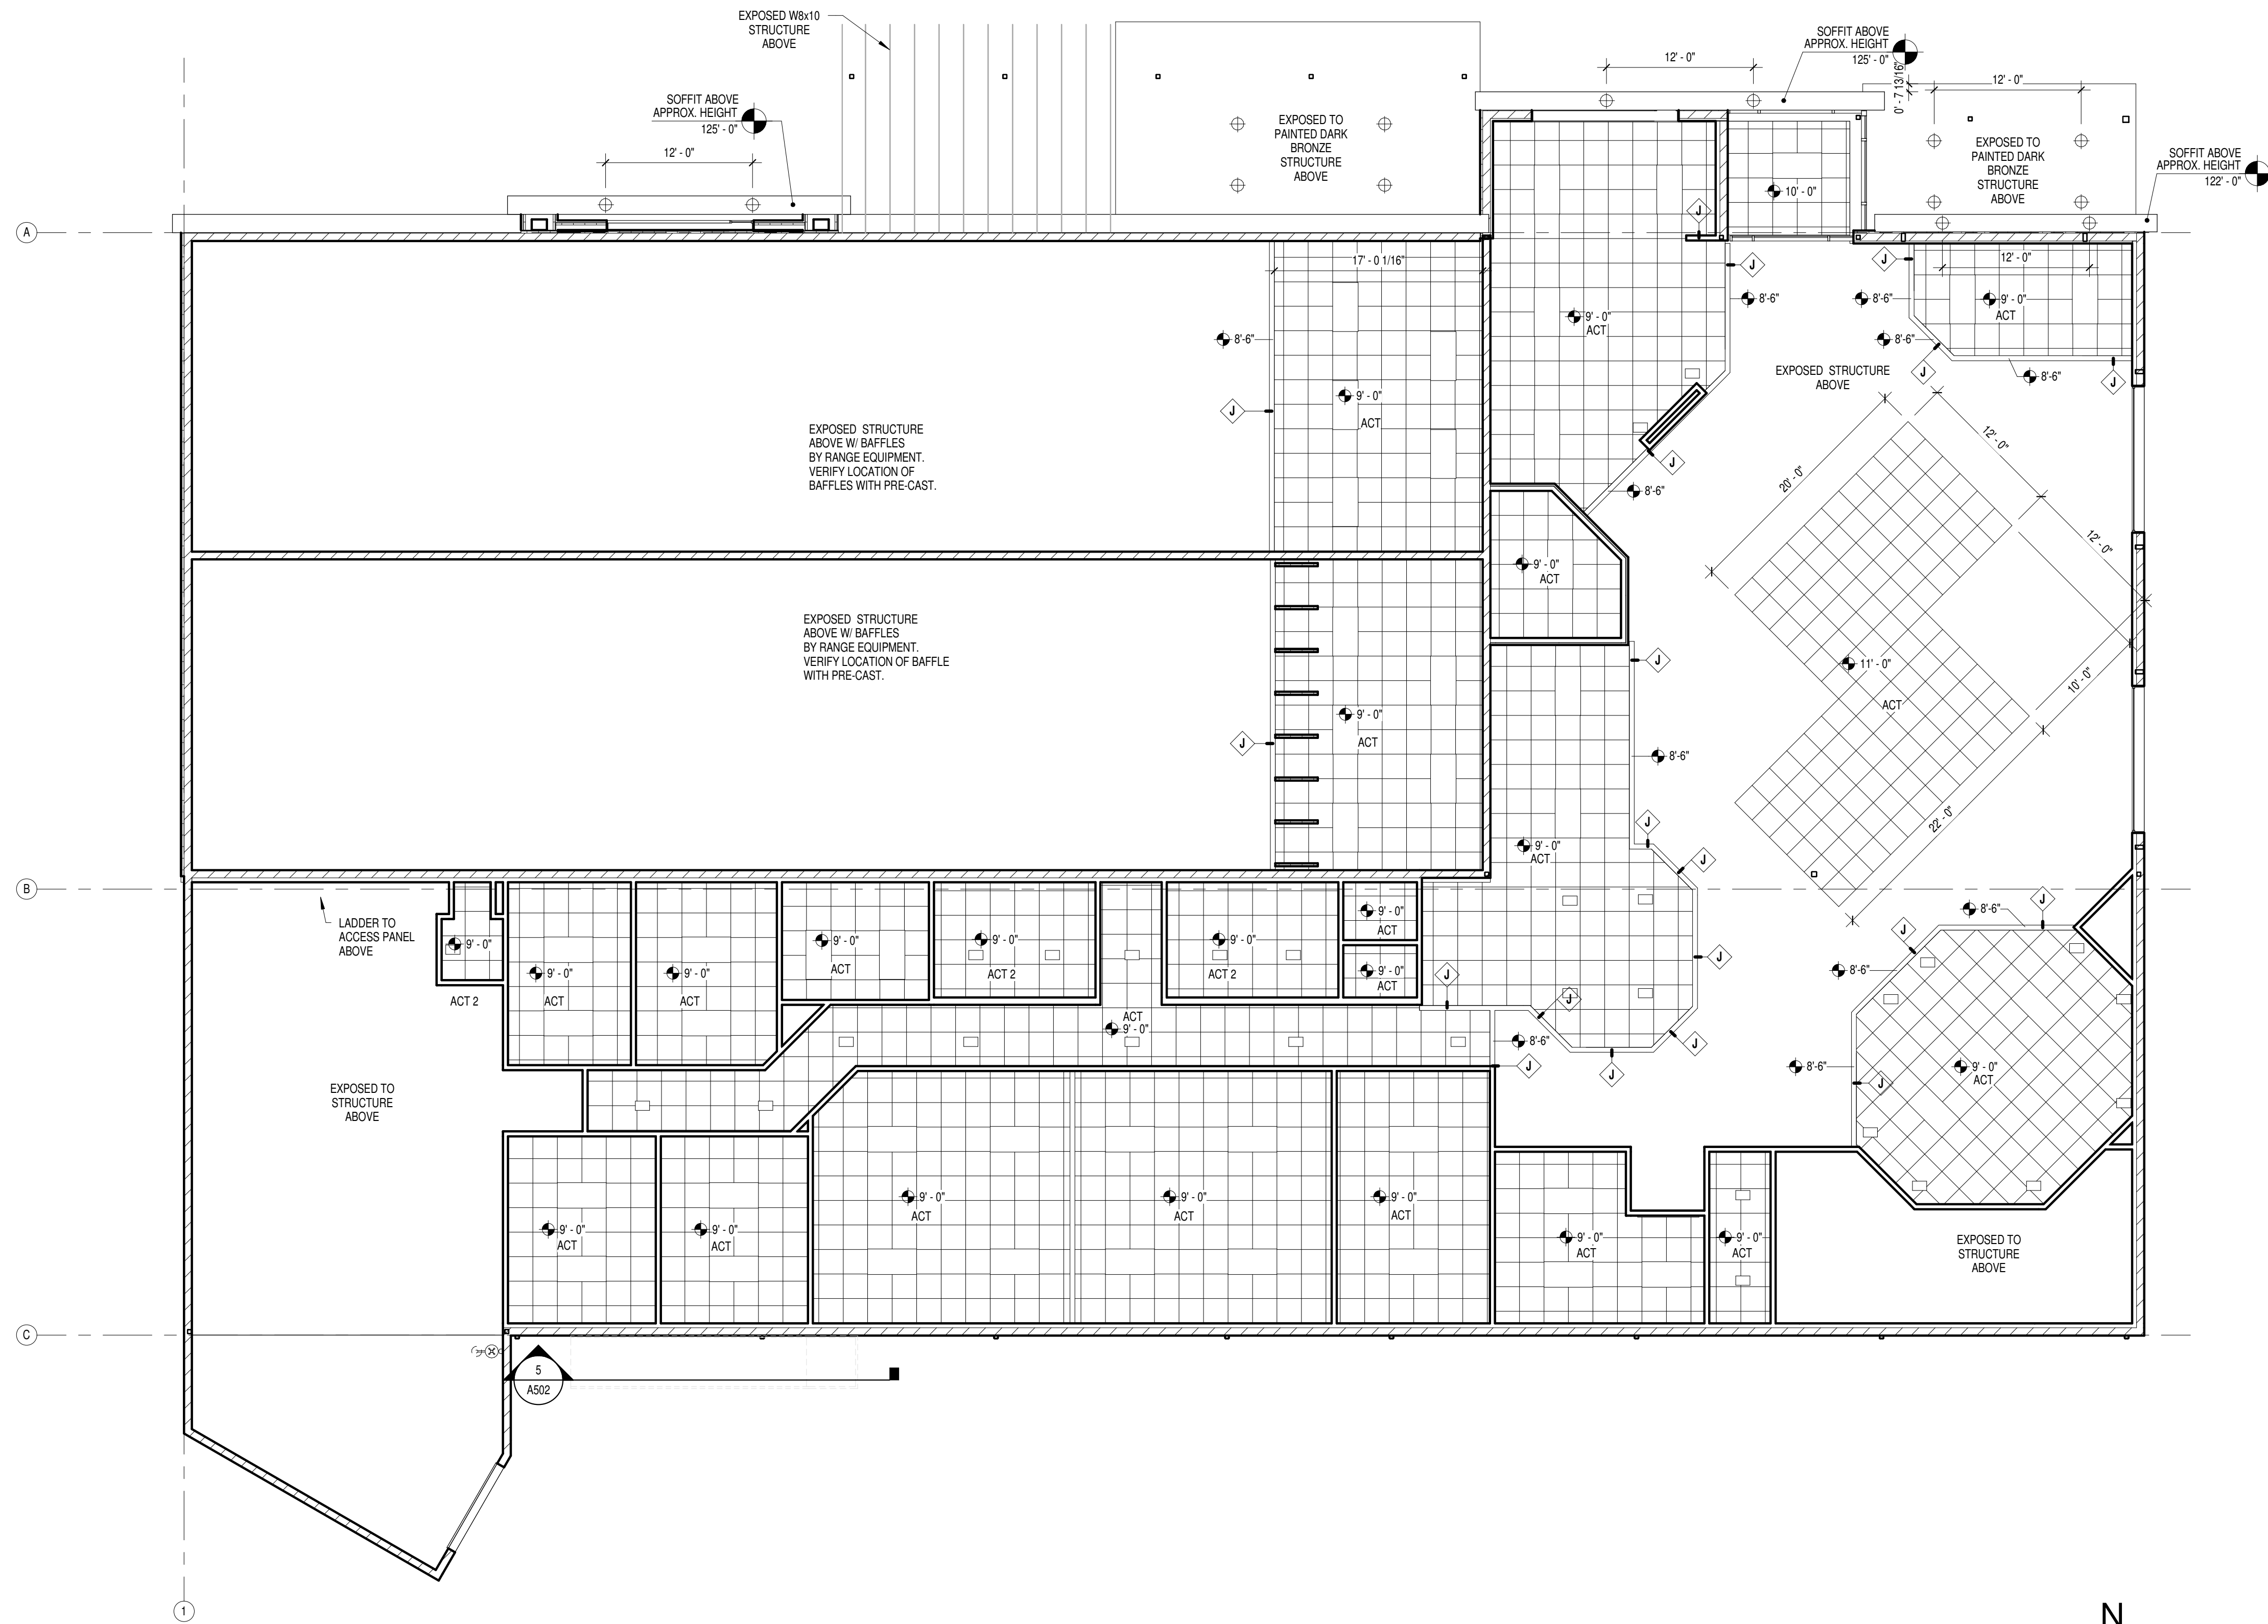 EXPOSED W8x10
STRUCTURE
ABOVE
SOFFIT ABOVE
APPROX. HEIGHT
125' - 0"
12' - 0"
SOFFIT ABOVE
APPROX. HEIGHT
125' - 0"
12' - 0"
0' - 7 13/16"
12' - 0"
EXPOSED TO
PAINTED DARK
BRONZE
STRUCTURE
ABOVE
EXPOSED TO
PAINTED DARK
BRONZE
STRUCTURE
ABOVE
SOFFIT ABOVE
APPROX. HEIGHT
122' - 0"
10' - 0"
A
J
17' - 0 1/16"
J
J
12' - 0"
8'-6"
8'-6"
9' - 0"
ACT
9' - 0"
ACT
8'-6"
8'-6"
EXPOSED STRUCTURE
ABOVE
J
8'-6"
J
9' - 0"
ACT
J
EXPOSED STRUCTURE
ABOVE W/ BAFFLES
BY RANGE EQUIPMENT.
VERIFY LOCATION OF
BAFFLES WITH PRE-CAST.
12' - 0"
20' - 0"
J
8'-6"
12' - 0"
9' - 0"
ACT
EXPOSED STRUCTURE
ABOVE W/ BAFFLES
BY RANGE EQUIPMENT.
VERIFY LOCATION OF BAFFLE
WITH PRE-CAST.
J
11' - 0"
ACT
10' - 0"
9' - 0"
ACT
J
8'-6"
22' - 0"
J
9' - 0"
ACT
J
B
LADDER TO
ACCESS PANEL
ABOVE
9' - 0"
ACT 2
9' - 0"
ACT
9' - 0"
ACT
9' - 0"
ACT
9' - 0"
ACT 2
9' - 0"
ACT 2
9' - 0"
ACT
9' - 0"
ACT
J
J
J
8'-6"
J
J
8'-6"
ACT
9' - 0"
8'-6"
J
J
J
8'-6"
J
9' - 0"
ACT
EXPOSED TO
STRUCTURE
ABOVE
9' - 0"
ACT
9' - 0"
ACT
9' - 0"
ACT
9' - 0"
ACT
9' - 0"
ACT
9' - 0"
ACT
9' - 0"
ACT
EXPOSED TO
STRUCTURE
ABOVE
C
5
A502
1
N